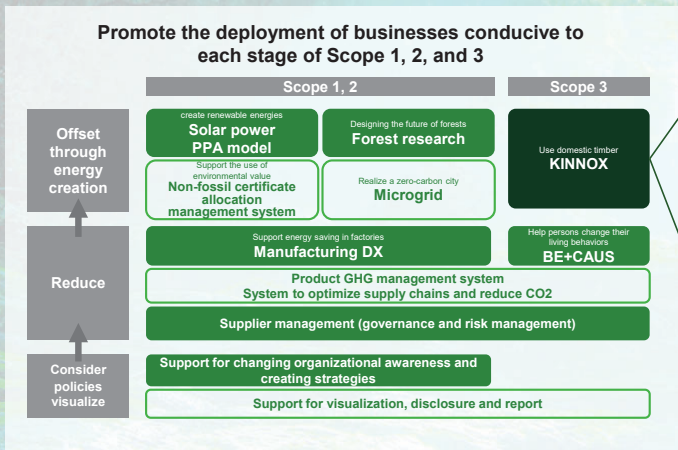 Promote the deployment of businesses conducive to
each stage of Scope 1, 2, and 3
Scope 1, 2
Scope 3
Offset
through
energy
creation
create renewable energies
Solar power
PPA model
Designing the future of forests
Forest research
Use domestic timber
KINNOX
Support the use of
environmental value
Non-fossil certificate
allocation
management system
Realize a zero-carbon city
Microgrid
Reduce
Support energy saving in factories
Manufacturing DX
Help persons change their
living behaviors
BE+CAUS
Product GHG management system
System to optimize supply chains and reduce CO2
Supplier management (governance and risk management)
Consider
policies
visualize
Support for changing organizational awareness and
creating strategies
Support for visualization, disclosure and report